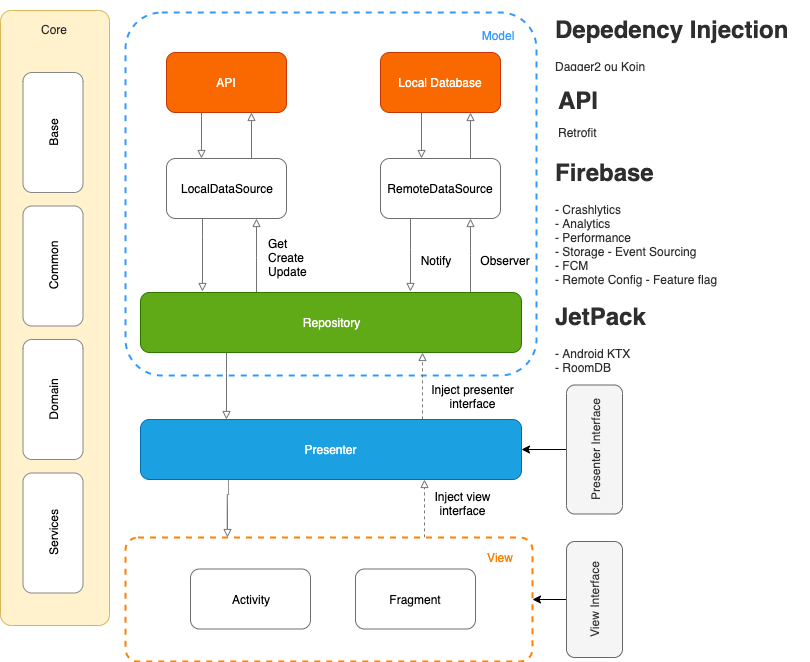 Core
Base
Common
Domain
Services
Model
API
Local Database
LocalDataSource
RemoteDataSource
Get
Create
Update
Notify
Observer
Repository
Inject presenter
interface
Presenter
Inject view
interface
View
Activity
Fragment
Depedency Injection
Dagger2 ou Koin
API
Retrofit
Firebase
- Crashlytics
- Analytics
- Performance
- Storage - Event Sourcing
- FCM
- Remote Config - Feature flag
JetPack
- Android KTX
- RoomDB
Presenter Interface
View Interface